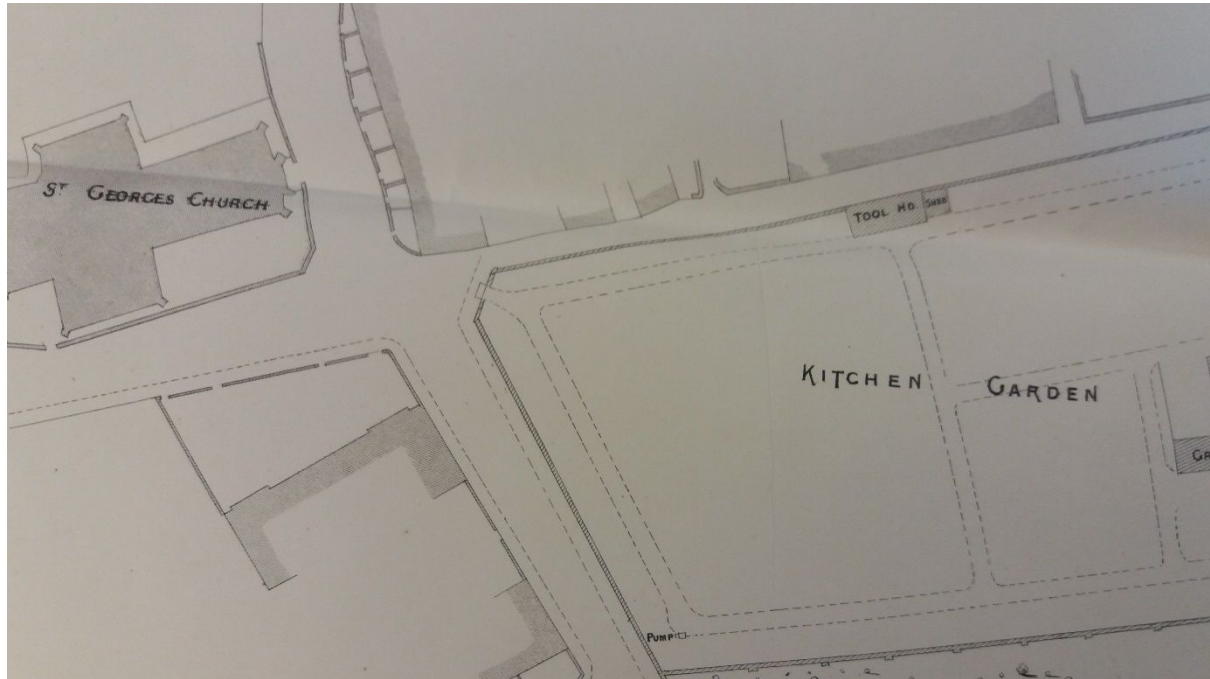 ST GEORGES CHURCH
TOOL HO.
SHED
KITCHEN GARDEN
PUMP